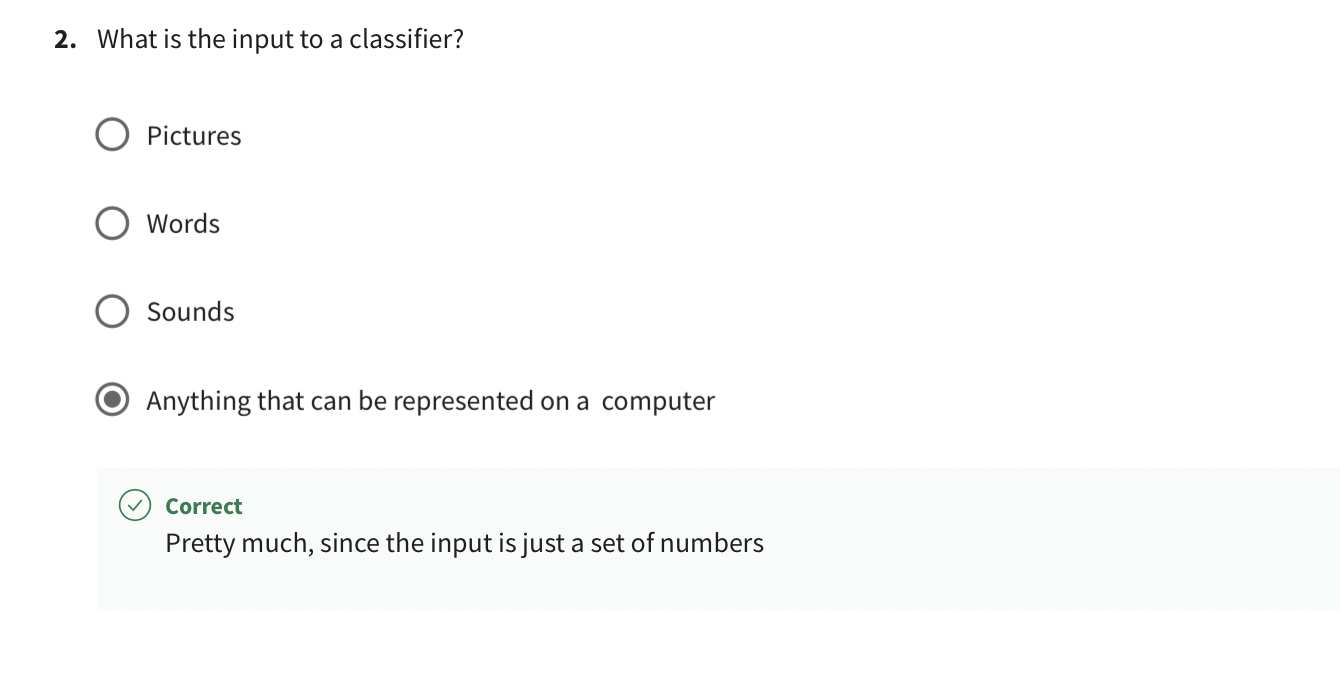 2. What is the input to a classifier?
Pictures
Words
Sounds
Anything that can be represented on a computer
Correct
Pretty much, since the input is just a set of numbers